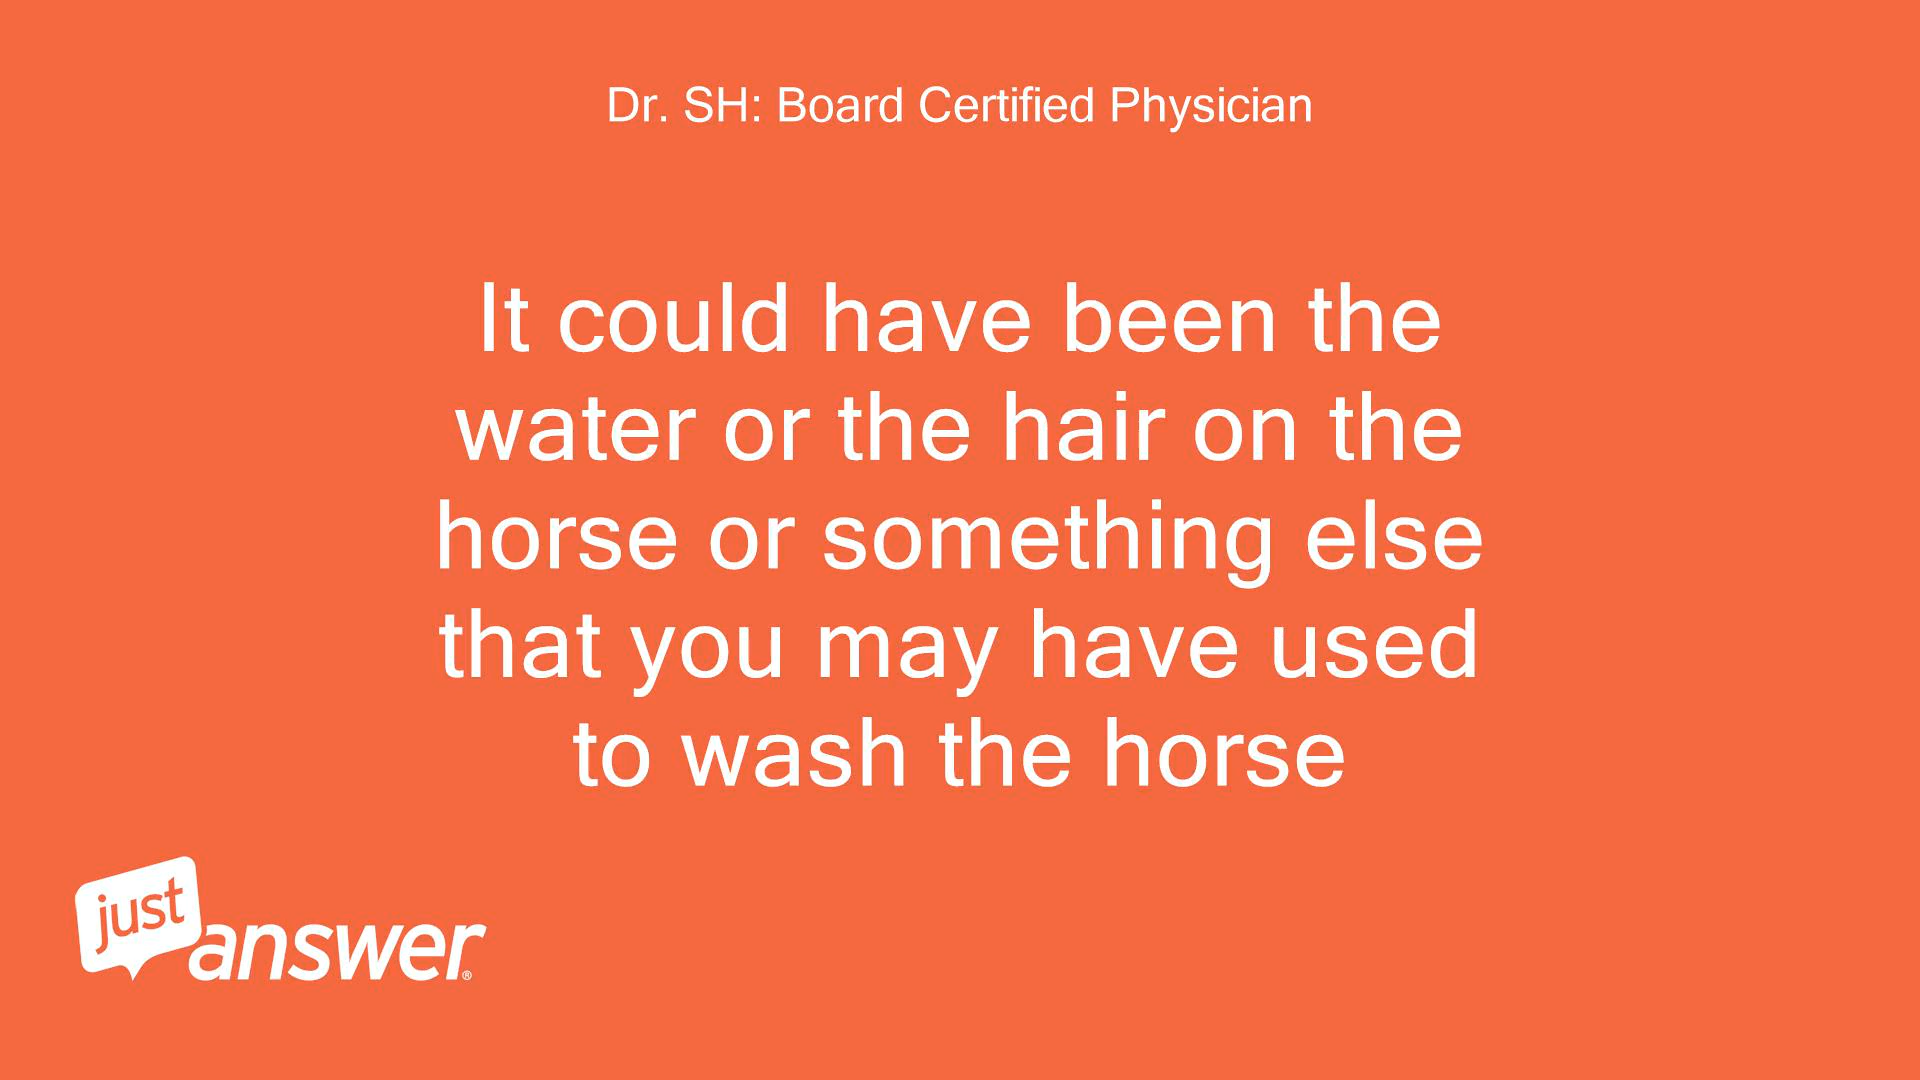 Dr. SH: Board Certified Physician
It could have been the
water or the hair on the
horse or something else
that you may have used
to wash the horse
just
answer®